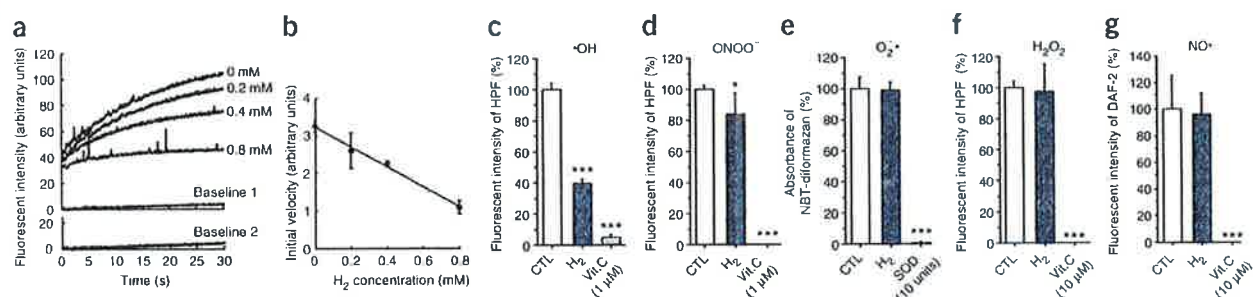 a
Fluorescent intensity (arbitrary units)
120
100
80
60
40
20
0
0 mM
0.2 mM
0.4 mM
0.8 mM
Baseline 1
20
0
Baseline 2
0 5 10 15 20 25 30
Time (s)
b
Initial velocity (arbitrary units)
4
3
2
1
0
0 0.2 0.4 0.6 0.8
H₂ concentration (mM)
c
•OH
Fluorescent intensity of HPF (%)
120
100
80
60
40
20
0
***
***
CTL
H₂
Vit.C
(1 µM)
d
ONOO⁻
Fluorescent intensity of HPF (%)
120
100
80
60
40
20
0
*
***
CTL
H₂
Vit.C
(1 µM)
e
O₂⁻•
Absorbance of
NBT-diformazan (%)
120
100
80
60
40
20
0
***
CTL
H₂
SOD
(10 units)
f
H₂O₂
Fluorescent intensity of HPF (%)
120
100
80
60
40
20
0
***
CTL
H₂
Vit.C
(10 µM)
g
NO•
Fluorescent intensity of DAF-2 (%)
150
100
50
0
***
CTL
H₂
Vit.C
(10 µM)